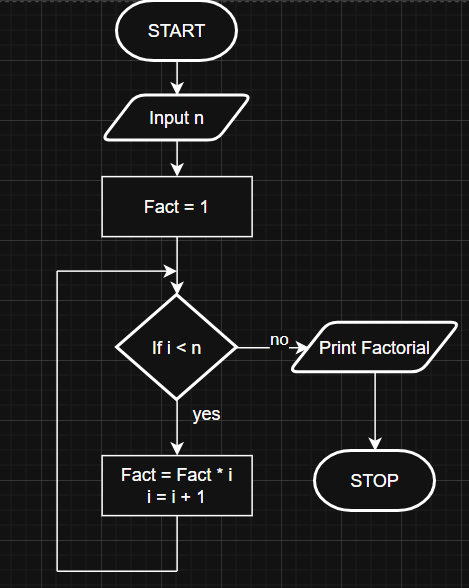 START
Input n
Fact = 1
If i < n
no
Print Factorial
yes
Fact = Fact * i
i = i + 1
STOP